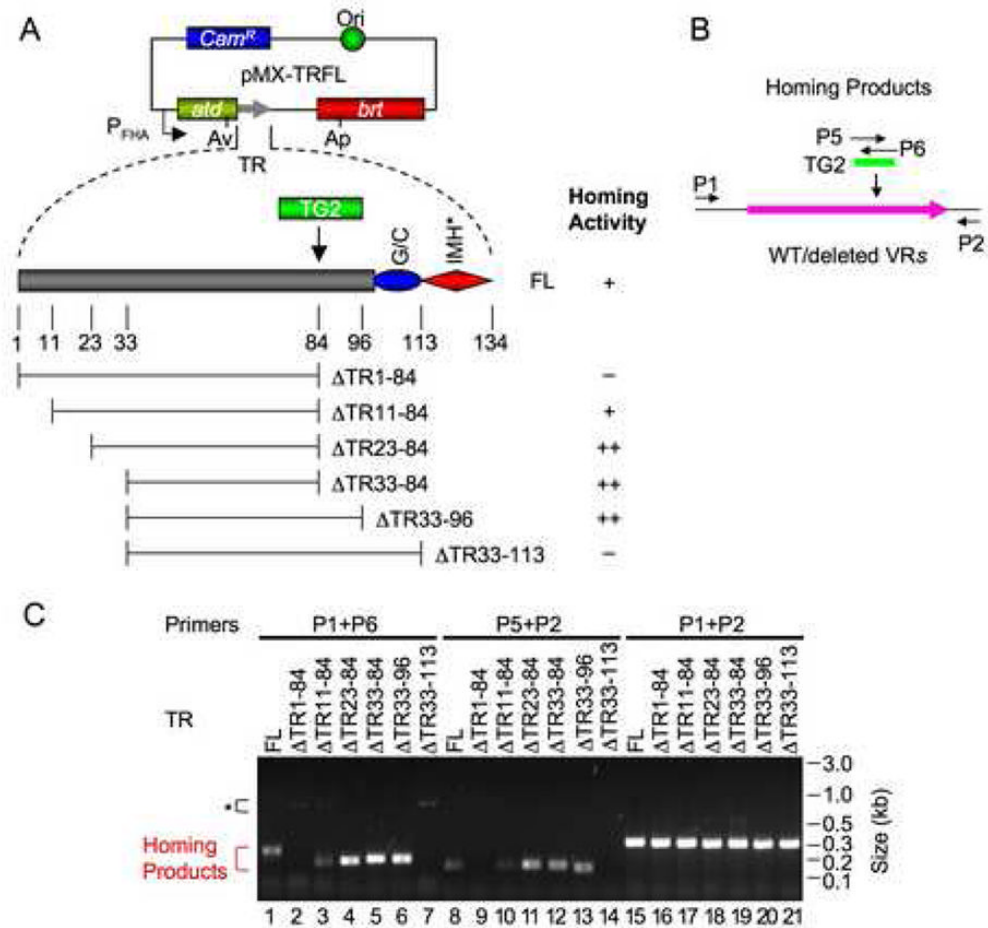 A
Ori
Cam^R
pMX-TRFL
atd
brt
P_FHA
Av
Ap
TR
TG2
G/C
IMH*
Homing
Activity
FL +
1 11 23 33 84 96 113 134
ΔTR1-84 –
ΔTR11-84 +
ΔTR23-84 ++
ΔTR33-84 ++
ΔTR33-96 ++
ΔTR33-113 –
B
Homing Products
P5
P6
TG2
P1
P2
WT/deleted VRs
C
Primers P1+P6 P5+P2 P1+P2
TR
FL ΔTR1-84 ΔTR11-84 ΔTR23-84 ΔTR33-84 ΔTR33-96 ΔTR33-113 FL ΔTR1-84 ΔTR11-84 ΔTR23-84 ΔTR33-84 ΔTR33-96 ΔTR33-113 FL ΔTR1-84 ΔTR11-84 ΔTR23-84 ΔTR33-84 ΔTR33-96 ΔTR33-113
*
Homing
Products
3.0
1.0
0.5
0.3
0.2
0.1
Size (kb)
1 2 3 4 5 6 7 8 9 10 11 12 13 14 15 16 17 18 19 20 21